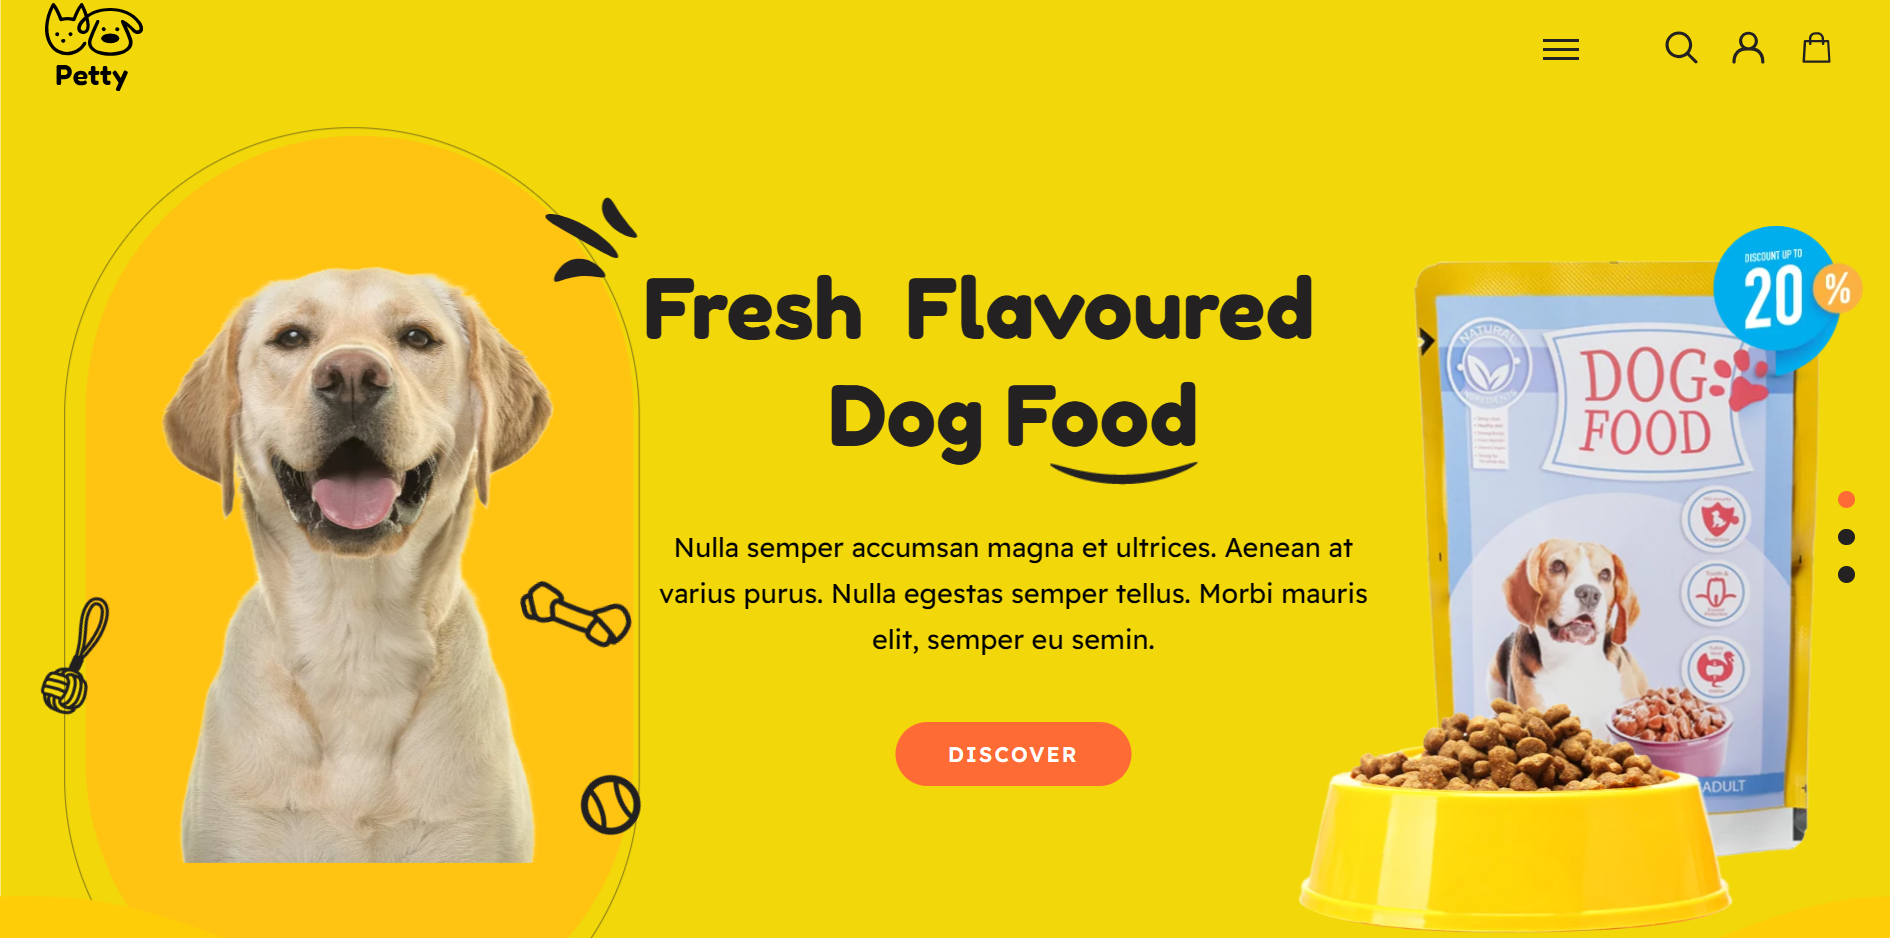 Petty
Fresh Flavoured
Dog Food
Nulla semper accumsan magna et ultrices. Aenean at
varius purus. Nulla egestas semper tellus. Morbi mauris
elit, semper eu semin.
DISCOVER
DISCOUNT UP TO
20
%
NATURAL
INGREDIENTS
DOG
FOOD
ADULT